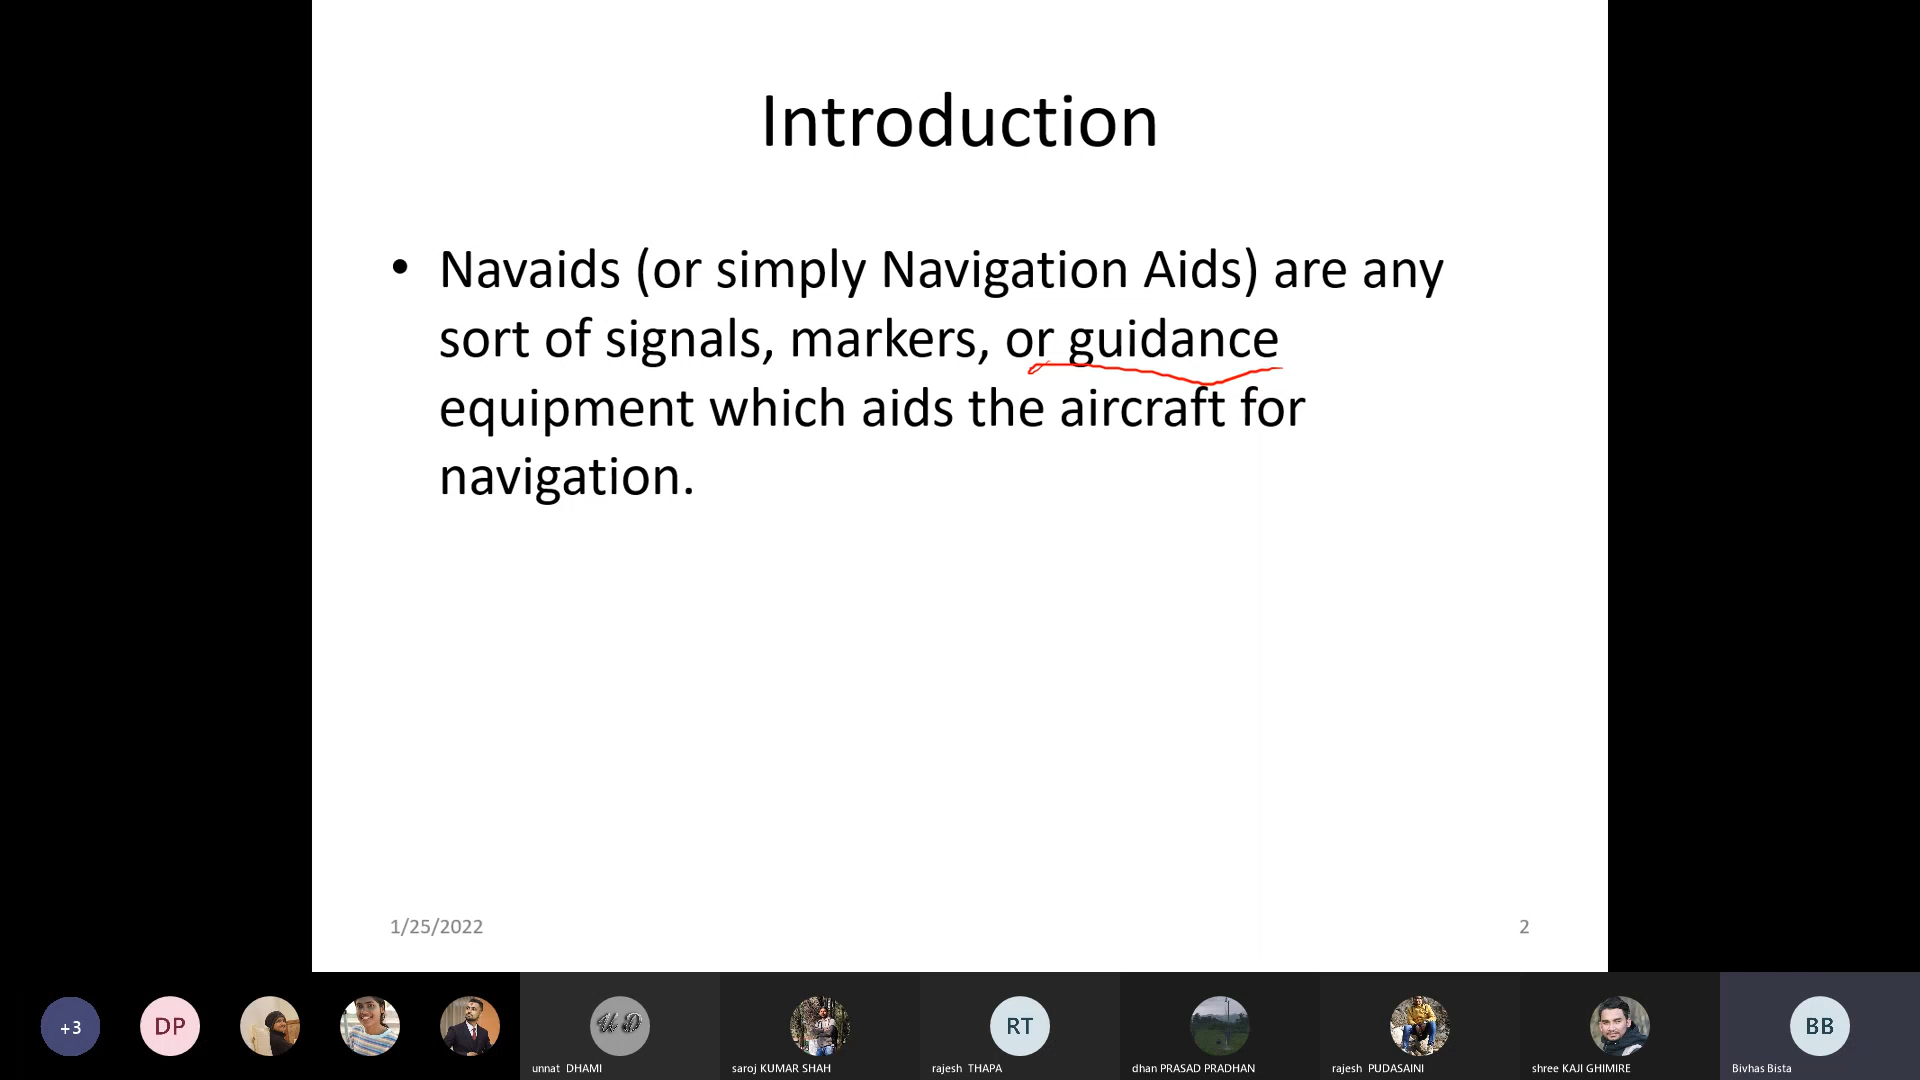 Introduction
• Navaids (or simply Navigation Aids) are any
sort of signals, markers, or guidance
equipment which aids the aircraft for
navigation.
1/25/2022
2
+3
DP
U D
RT
BB
unnat DHAMI
saroj KUMAR SHAH
rajesh THAPA
dhan PRASAD PRADHAN
rajesh PUDASAINI
shree KAJI GHIMIRE
Bivhas Bista